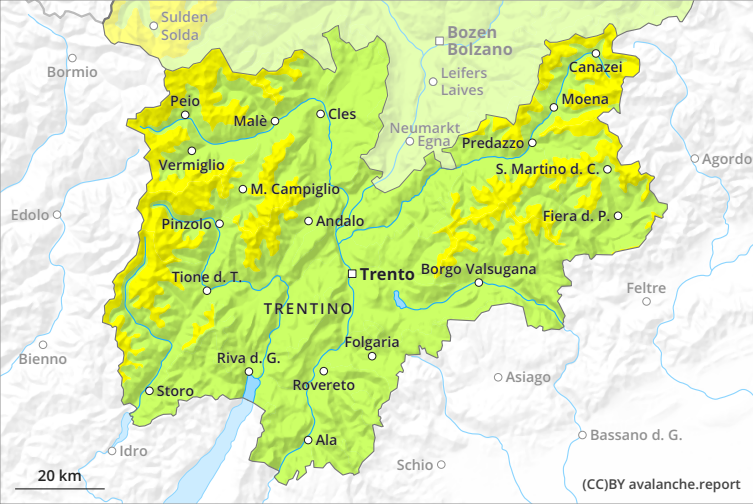 Sulden
Solda
Bozen
Bolzano
Bormio
Leifers
Laives
Canazei
Peio
Moena
Malè
Cles
Neumarkt
Egna
Predazzo
Agordo
Vermiglio
S. Martino d. C.
M. Campiglio
Edolo
Fiera d. P.
Pinzolo
Andalo
Trento
Borgo Valsugana
Tione d. T.
Feltre
TRENTINO
Folgaria
Bienno
Riva d. G.
Asiago
Rovereto
Storo
Bassano d. G.
Ala
Idro
Schio
20 km
(CC)BY avalanche.report